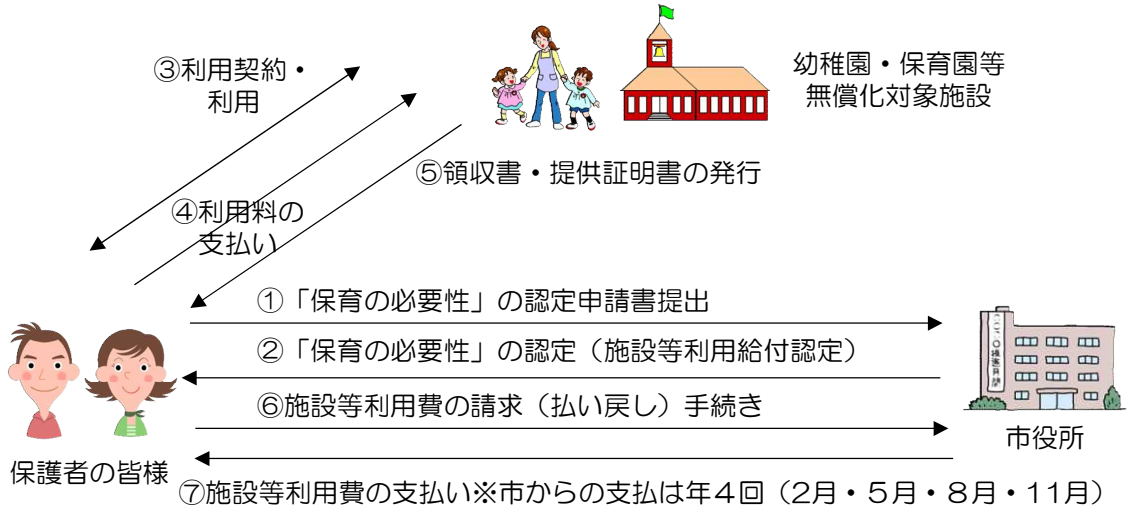 ③利用契約・
利用
幼稚園・保育園等
無償化対象施設
⑤領収書・提供証明書の発行
④利用料の
支払い
①「保育の必要性」の認定申請書提出
②「保育の必要性」の認定（施設等利用給付認定）
⑥施設等利用費の請求（払い戻し）手続き
市役所
保護者の皆様
⑦施設等利用費の支払い※市からの支払は年４回（2月・５月・８月・11月）